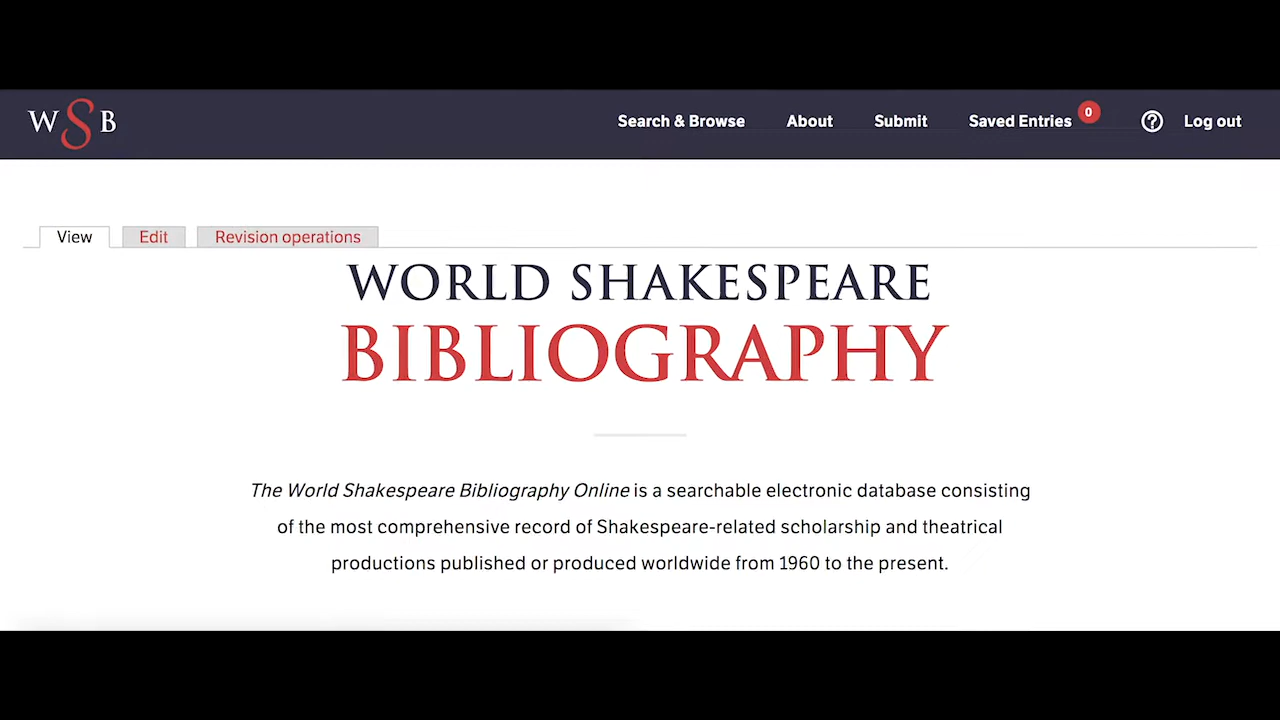 WSB
Search & Browse
About
Submit
Saved Entries
0
?
Log out
View
Edit
Revision operations
WORLD SHAKESPEARE
BIBLIOGRAPHY
The World Shakespeare Bibliography Online is a searchable electronic database consisting
of the most comprehensive record of Shakespeare-related scholarship and theatrical
productions published or produced worldwide from 1960 to the present.